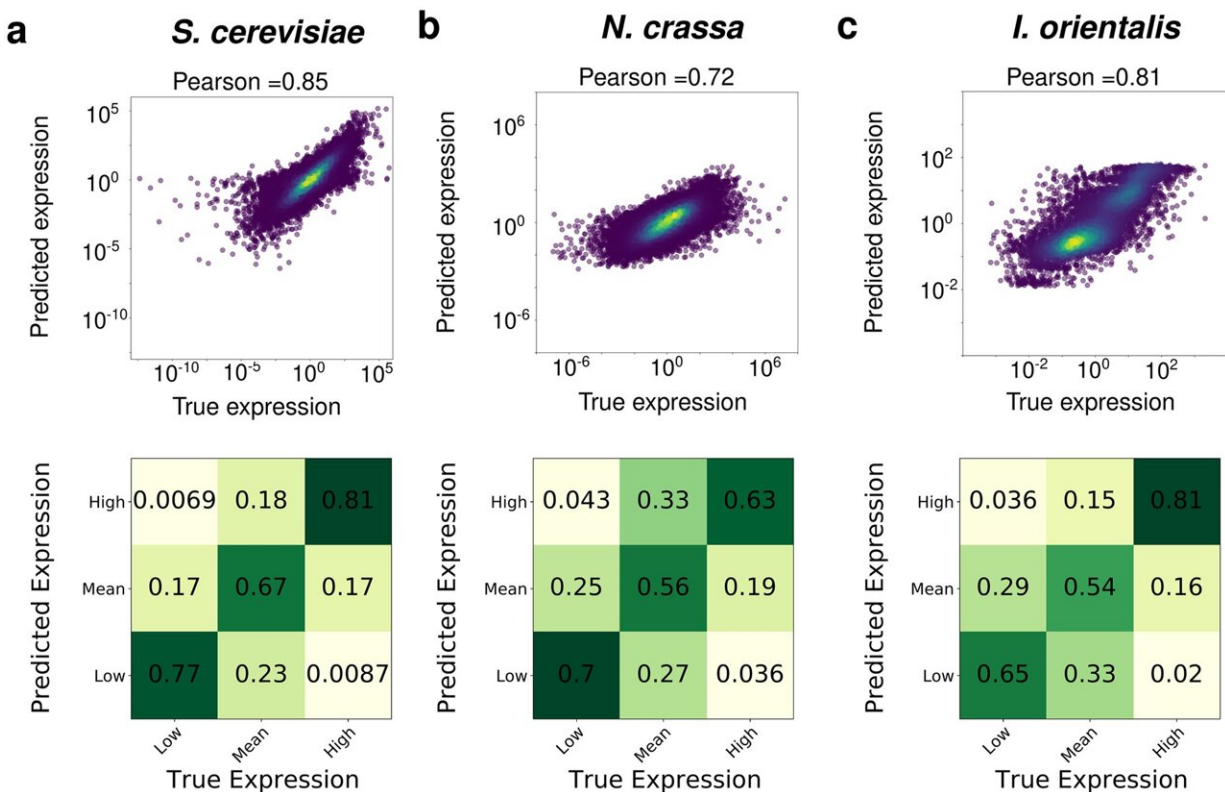 a
S. cerevisiae
Pearson =0.85
Predicted expression
10^5
10^0
10^-5
10^-10
10^-10
10^-5
10^0
10^5
True expression
b
N. crassa
Pearson =0.72
Predicted expression
10^6
10^0
10^-6
10^-6
10^0
10^6
True expression
c
I. orientalis
Pearson =0.81
Predicted expression
10^2
10^0
10^-2
10^-2
10^0
10^2
True expression
Predicted Expression
High
0.0069 0.18 0.81
Mean
0.17 0.67 0.17
Low
0.77 0.23 0.0087
Low
Mean
High
True Expression
Predicted Expression
High
0.043 0.33 0.63
Mean
0.25 0.56 0.19
Low
0.7 0.27 0.036
Low
Mean
High
True Expression
Predicted Expression
High
0.036 0.15 0.81
Mean
0.29 0.54 0.16
Low
0.65 0.33 0.02
Low
Mean
High
True Expression